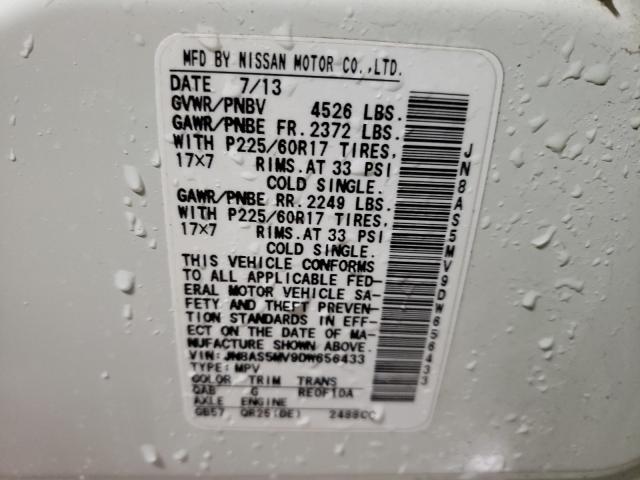 MFD BY NISSAN MOTOR CO.,LTD.
DATE 7/13
GVWR/PNBV 4526 LBS.
GAWR/PNBE FR. 2372 LBS.
WITH P225/60R17 TIRES,
17×7 RIMS.AT 33 PSI
COLD SINGLE.
GAWR/PNBE RR. 2249 LBS.
WITH P225/60R17 TIRES,
17×7 RIMS.AT 33 PSI
COLD SINGLE.
THIS VEHICLE CONFORMS
TO ALL APPLICABLE FED-
ERAL MOTOR VEHICLE SA-
FETY AND THEFT PREVEN-
TION STANDARDS IN EFF-
ECT ON THE DATE OF MA-
NUFACTURE SHOWN ABOVE.
VIN: JN8AS5MV9DW656433
TYPE: MPV
COLOR TRIM TRANS
QAB G RE0F10A
AXLE ENGINE
GB57 QR25(DE) 2488CC
JN8AS5MV9DW656433